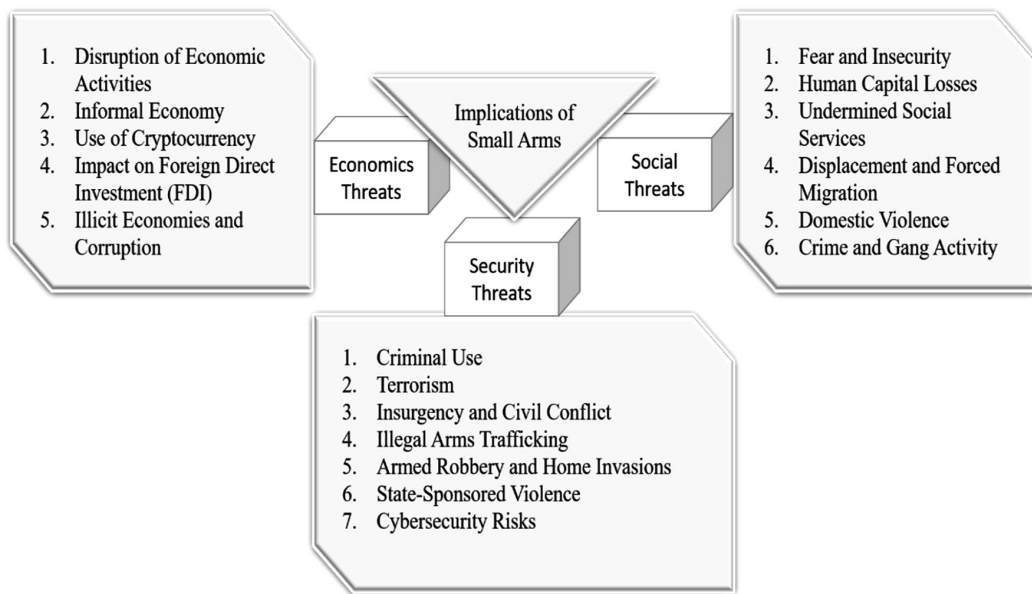 1. Disruption of Economic
Activities
2. Informal Economy
3. Use of Cryptocurrency
4. Impact on Foreign Direct
Investment (FDI)
5. Illicit Economies and
Corruption
Implications of
Small Arms
Economics
Threats
Social
Threats
1. Fear and Insecurity
2. Human Capital Losses
3. Undermined Social
Services
4. Displacement and Forced
Migration
5. Domestic Violence
6. Crime and Gang Activity
Security
Threats
1. Criminal Use
2. Terrorism
3. Insurgency and Civil Conflict
4. Illegal Arms Trafficking
5. Armed Robbery and Home Invasions
6. State-Sponsored Violence
7. Cybersecurity Risks